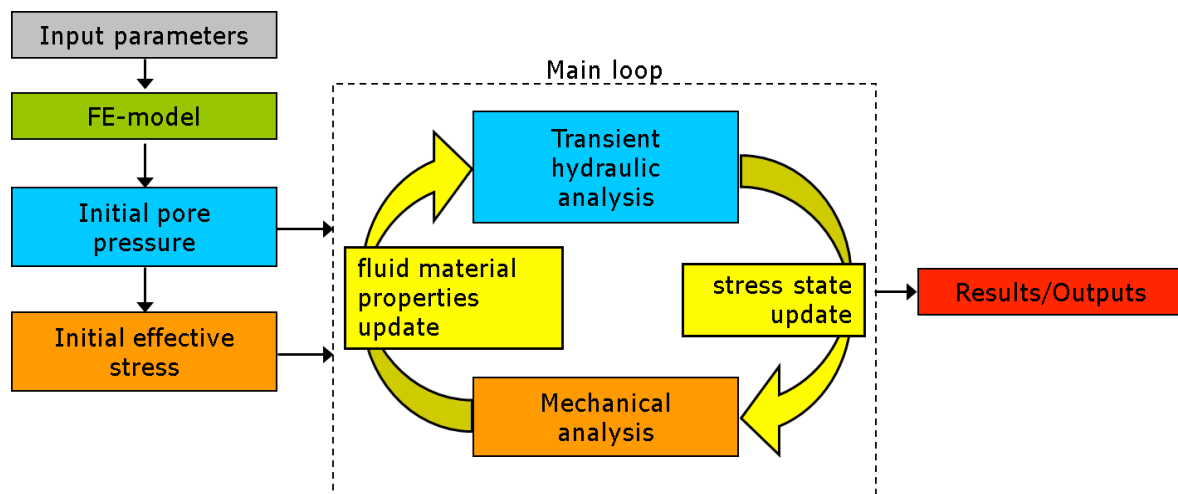 Input parameters
FE-model
Initial pore
pressure
Initial effective
stress
Main loop
Transient
hydraulic
analysis
fluid material
properties
update
stress state
update
Mechanical
analysis
Results/Outputs